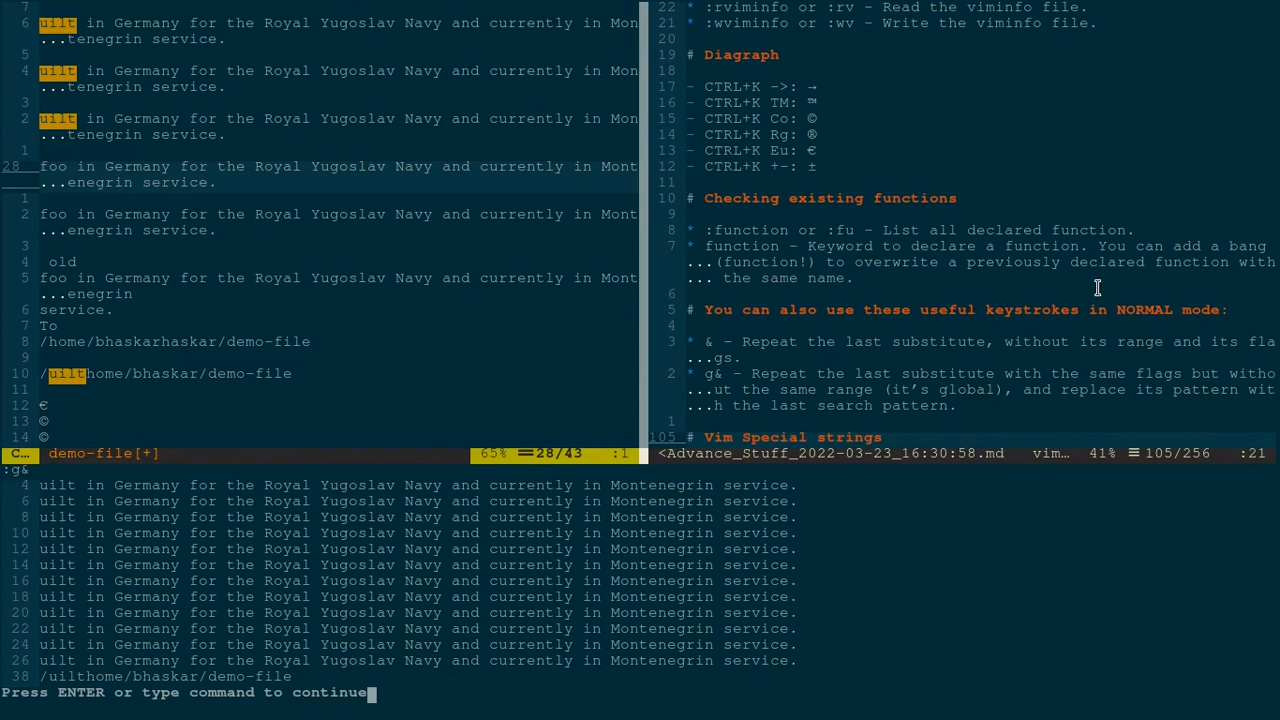 7
6 uilt in Germany for the Royal Yugoslav Navy and currently in Mon
...tenegrin service.
5
4 uilt in Germany for the Royal Yugoslav Navy and currently in Mon
...tenegrin service.
3
2 uilt in Germany for the Royal Yugoslav Navy and currently in Mon
...tenegrin service.
1
28 foo in Germany for the Royal Yugoslav Navy and currently in Mont
...enegrin service.
1
2 foo in Germany for the Royal Yugoslav Navy and currently in Mont
...enegrin service.
3
4 old
5 foo in Germany for the Royal Yugoslav Navy and currently in Mont
...enegrin
6 service.
7 To
8 /home/bhaskarhaskar/demo-file
9
10 /uilthome/bhaskar/demo-file
11
12 €
13 ©
14 ©
C… demo-file[+] 65% 28/43 :1
22 * :rviminfo or :rv – Read the viminfo file.
21 * :wviminfo or :wv – Write the viminfo file.
20
19 # Diagraph
18
17 - CTRL+K ->: →
16 - CTRL+K TM: ™
15 - CTRL+K Co: ©
14 - CTRL+K Rg: ®
13 - CTRL+K Eu: €
12 - CTRL+K +-: ±
11
10 # Checking existing functions
9
8 * :function or :fu – List all declared function.
7 * function – Keyword to declare a function. You can add a bang
...(function!) to overwrite a previously declared function with
... the same name.
6
5 # You can also use these useful keystrokes in NORMAL mode:
4
3 * & – Repeat the last substitute, without its range and its fla
...gs.
2 * g& – Repeat the last substitute with the same flags but witho
...ut the same range (it’s global), and replace its pattern wit
...h the last search pattern.
1
105 # Vim Special strings
<Advance_Stuff_2022-03-23_16:30:58.md vim… 41% 105/256 :21
:g&
4 uilt in Germany for the Royal Yugoslav Navy and currently in Montenegrin service.
6 uilt in Germany for the Royal Yugoslav Navy and currently in Montenegrin service.
8 uilt in Germany for the Royal Yugoslav Navy and currently in Montenegrin service.
10 uilt in Germany for the Royal Yugoslav Navy and currently in Montenegrin service.
12 uilt in Germany for the Royal Yugoslav Navy and currently in Montenegrin service.
14 uilt in Germany for the Royal Yugoslav Navy and currently in Montenegrin service.
16 uilt in Germany for the Royal Yugoslav Navy and currently in Montenegrin service.
18 uilt in Germany for the Royal Yugoslav Navy and currently in Montenegrin service.
20 uilt in Germany for the Royal Yugoslav Navy and currently in Montenegrin service.
22 uilt in Germany for the Royal Yugoslav Navy and currently in Montenegrin service.
24 uilt in Germany for the Royal Yugoslav Navy and currently in Montenegrin service.
26 uilt in Germany for the Royal Yugoslav Navy and currently in Montenegrin service.
38 /uilthome/bhaskar/demo-file
Press ENTER or type command to continue